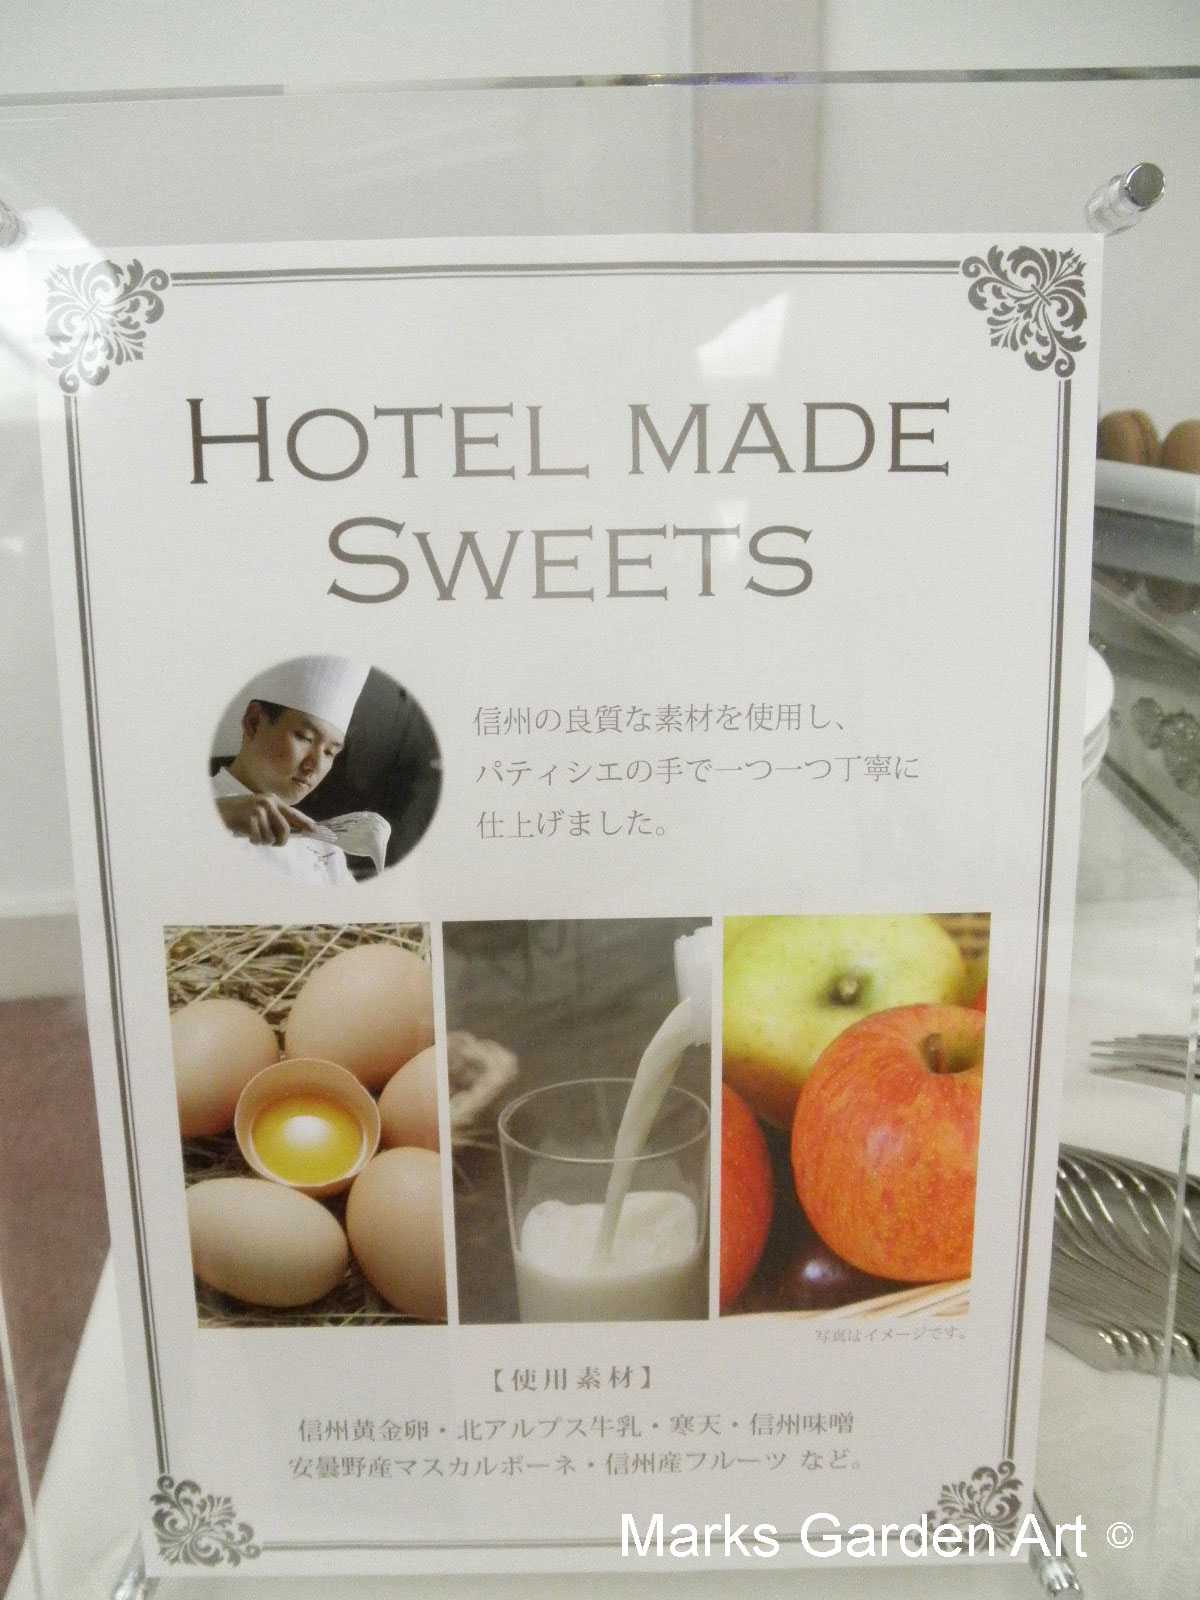 HOTEL MADE
SWEETS
信州の良質な素材を使用し、
パティシエの手で一つ一つ丁寧に
仕上げました。
写真はイメージです。
【使用素材】
信州黄金卵・北アルプス牛乳・寒天・信州味噌
安曇野産マスカルポーネ・信州産フルーツ など。
Marks Garden Art ©